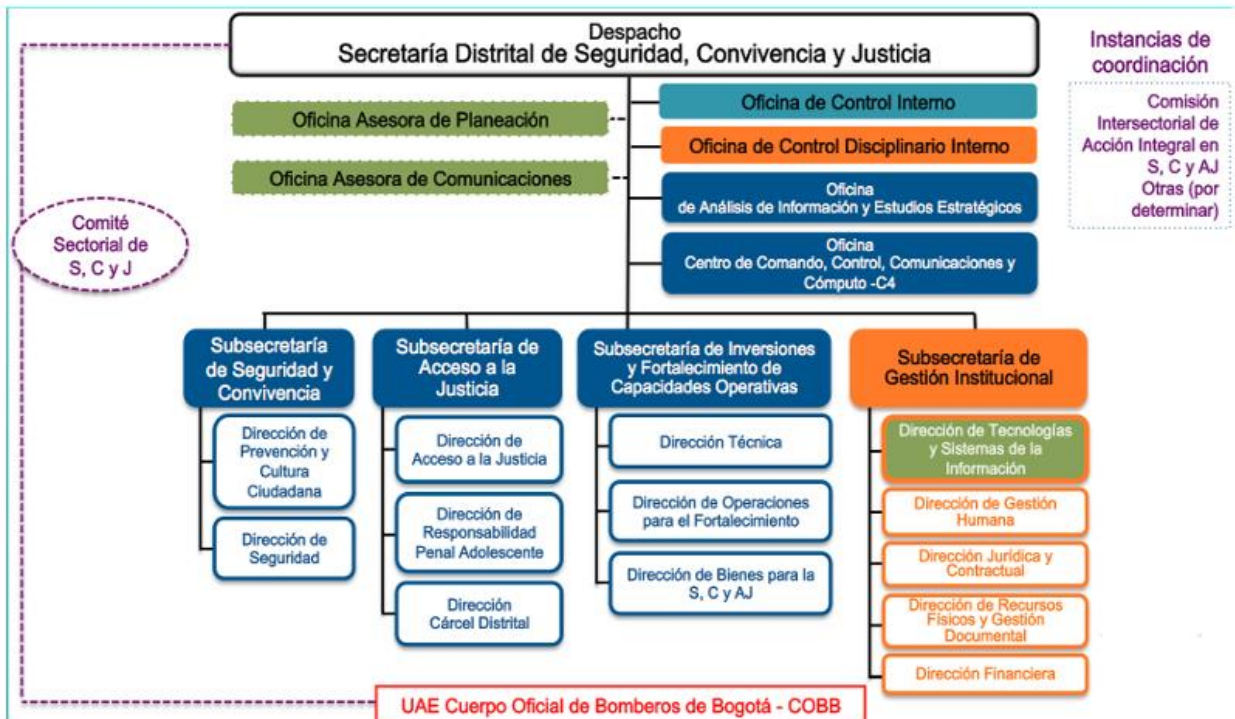 Despacho
Secretaría Distrital de Seguridad, Convivencia y Justicia
Instancias de
coordinación
Comisión
Intersectorial de
Acción Integral en
S, C y AJ
Otras (por
determinar)
Oficina Asesora de Planeación
Oficina Asesora de Comunicaciones
Oficina de Control Interno
Oficina de Control Disciplinario Interno
Oficina
de Análisis de Información y Estudios Estratégicos
Oficina
Centro de Comando, Control, Comunicaciones y
Cómputo -C4
Comité
Sectorial de
S, C y J
Subsecretaría
de Seguridad y
Convivencia
Dirección de
Prevención y
Cultura
Ciudadana
Dirección de
Seguridad
Subsecretaría de
Acceso a la
Justicia
Dirección de
Acceso a la Justicia
Dirección de
Responsabilidad
Penal Adolescente
Dirección
Cárcel Distrital
Subsecretaría de Inversiones
y Fortalecimiento de
Capacidades Operativas
Dirección Técnica
Dirección de Operaciones
para el Fortalecimiento
Dirección de Bienes para la
S, C y AJ
Subsecretaría de
Gestión Institucional
Dirección de Tecnologías
y Sistemas de la
Información
Dirección de Gestión
Humana
Dirección Jurídica y
Contractual
Dirección de Recursos
Físicos y Gestión
Documental
Dirección Financiera
UAE Cuerpo Oficial de Bomberos de Bogotá - COBB